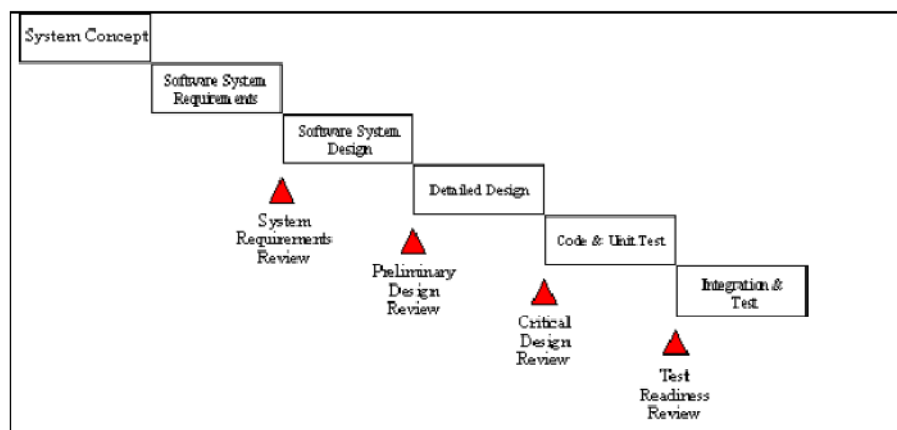 System Concept
Software System
Requirements
Software System
Design
Detailed Design
System
Requirements
Review
Code & Unit Test
Preliminary
Design
Review
Integration &
Test
Critical
Design
Review
Test
Readiness
Review